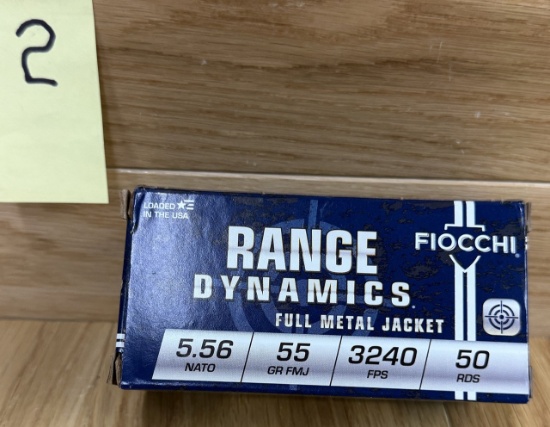 2
LOADED
IN THE USA
RANGE
DYNAMICS
FULL METAL JACKET
FIOCCHI
5.56
NATO
55
GR FMJ
3240
FPS
50
RDS